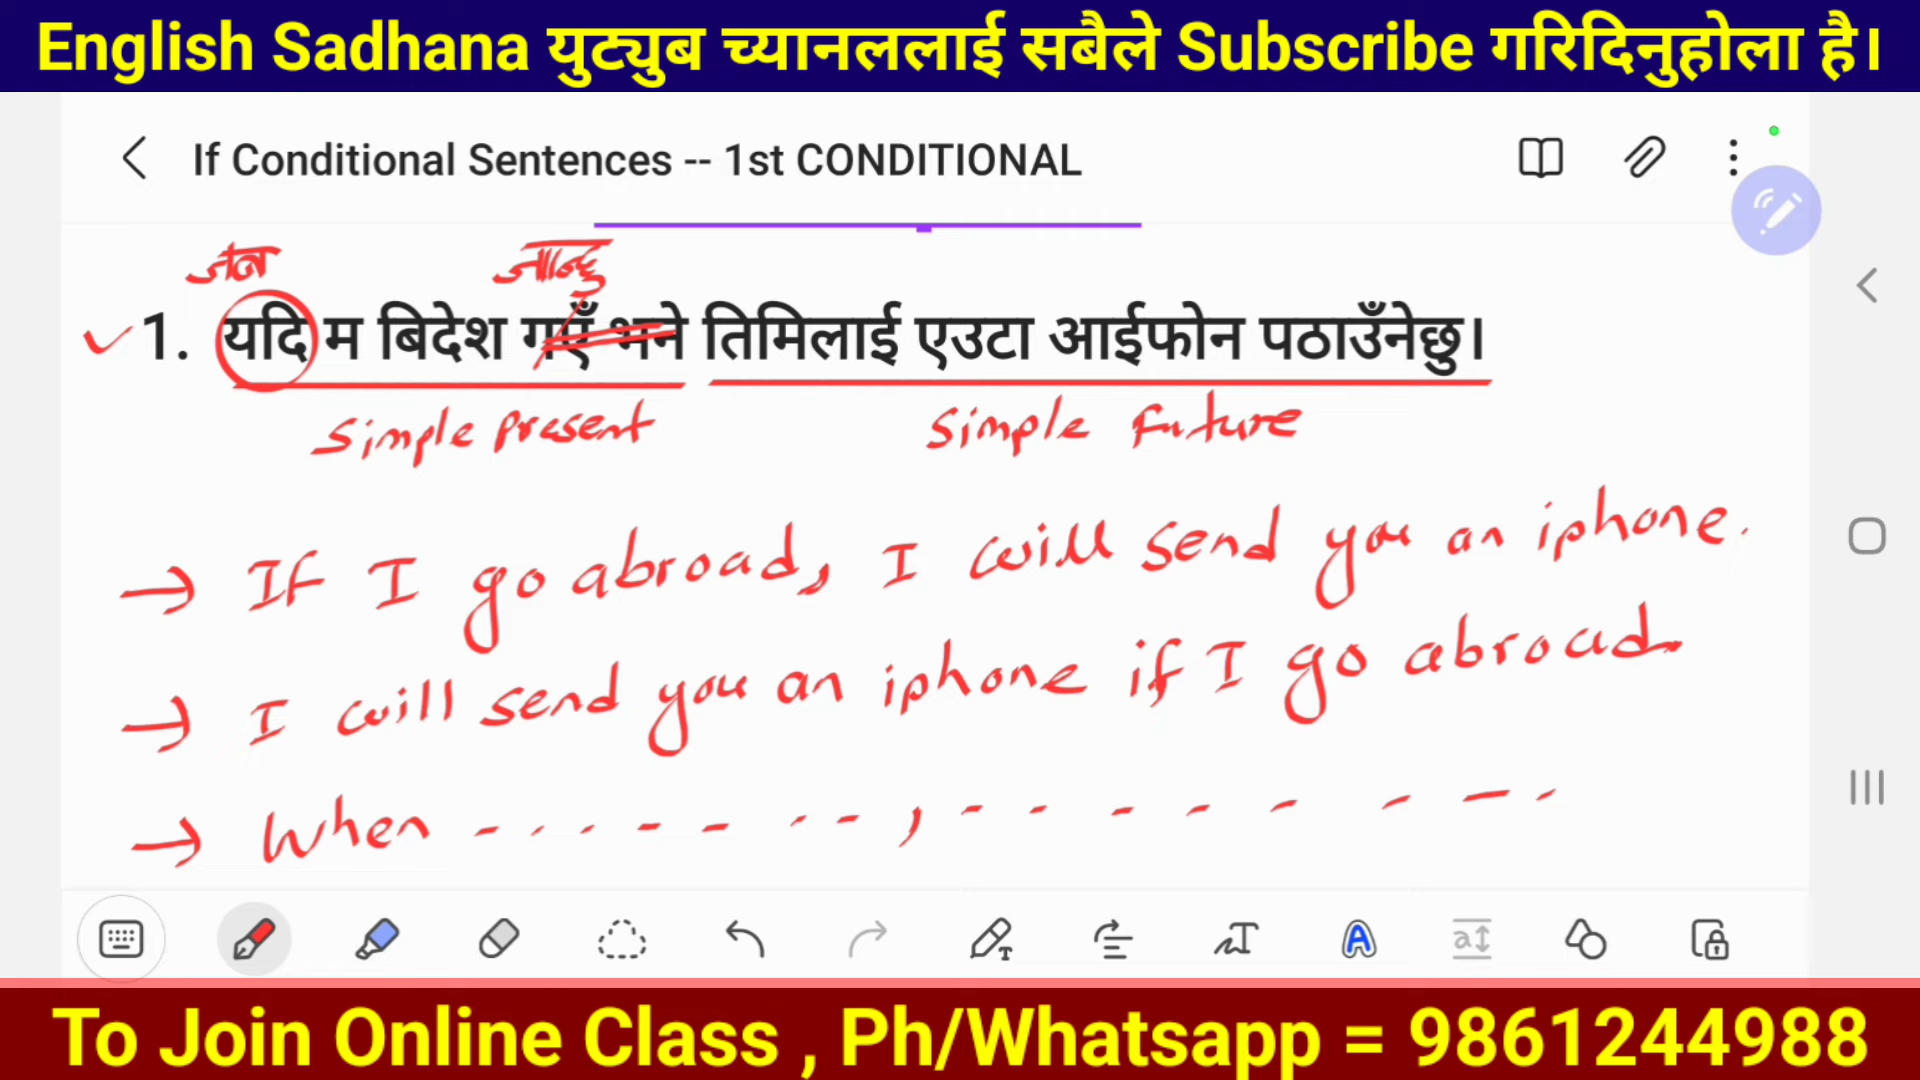 English Sadhana युट्युब च्यानललाई सबैले Subscribe गरिदिनुहोला है।
If Conditional Sentences -- 1st CONDITIONAL
जब जान्छु
1. यदि म बिदेश गएँ भने तिमिलाई एउटा आईफोन पठाउँनेछु।
Simple Present Simple Future
→ If I go abroad, I will send you an iphone.
→ I will send you an iphone if I go abroad.
→ When - - - - - - -, - - - - - - - - -
To Join Online Class , Ph/Whatsapp = 9861244988